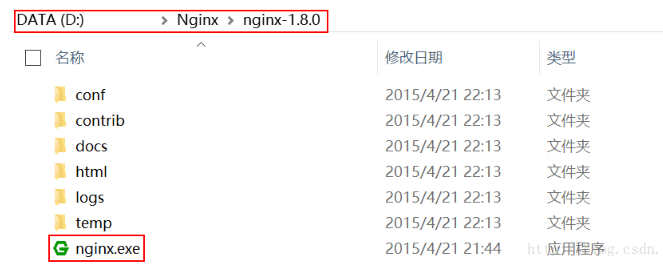 DATA (D:) > Nginx > nginx-1.8.0
名称 修改日期 类型
conf 2015/4/21 22:13 文件夹
contrib 2015/4/21 22:13 文件夹
docs 2015/4/21 22:13 文件夹
html 2015/4/21 22:13 文件夹
logs 2015/4/21 22:13 文件夹
temp 2015/4/21 22:13 文件夹
nginx.exe 2015/4/21 21:44 应用程序